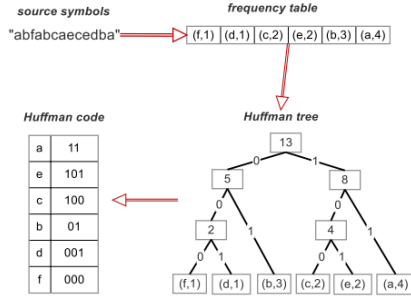 source symbols
frequency table
"abfabcaecedba"
(f,1) (d,1) (c,2) (e,2) (b,3) (a,4)
Huffman code
Huffman tree
a 11
e 101
c 100
b 01
d 001
f 000
13
0 1
5 8
0 1 0 1
2 4
0 1 0 1
(f,1) (d,1) (b,3) (c,2) (e,2) (a,4)